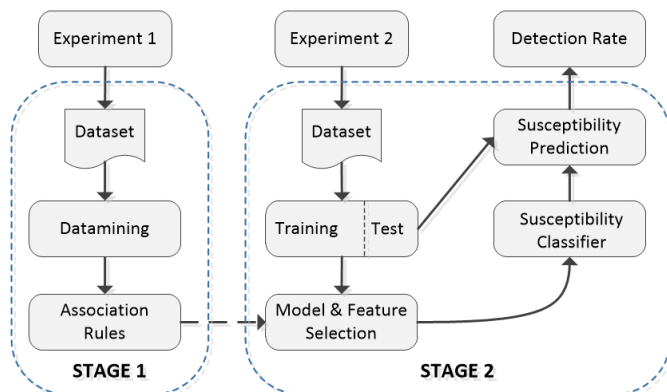 Experiment 1
Experiment 2
Detection Rate
Dataset
Dataset
Susceptibility
Prediction
Datamining
Training
Test
Susceptibility
Classifier
Association
Rules
Model & Feature
Selection
STAGE 1
STAGE 2